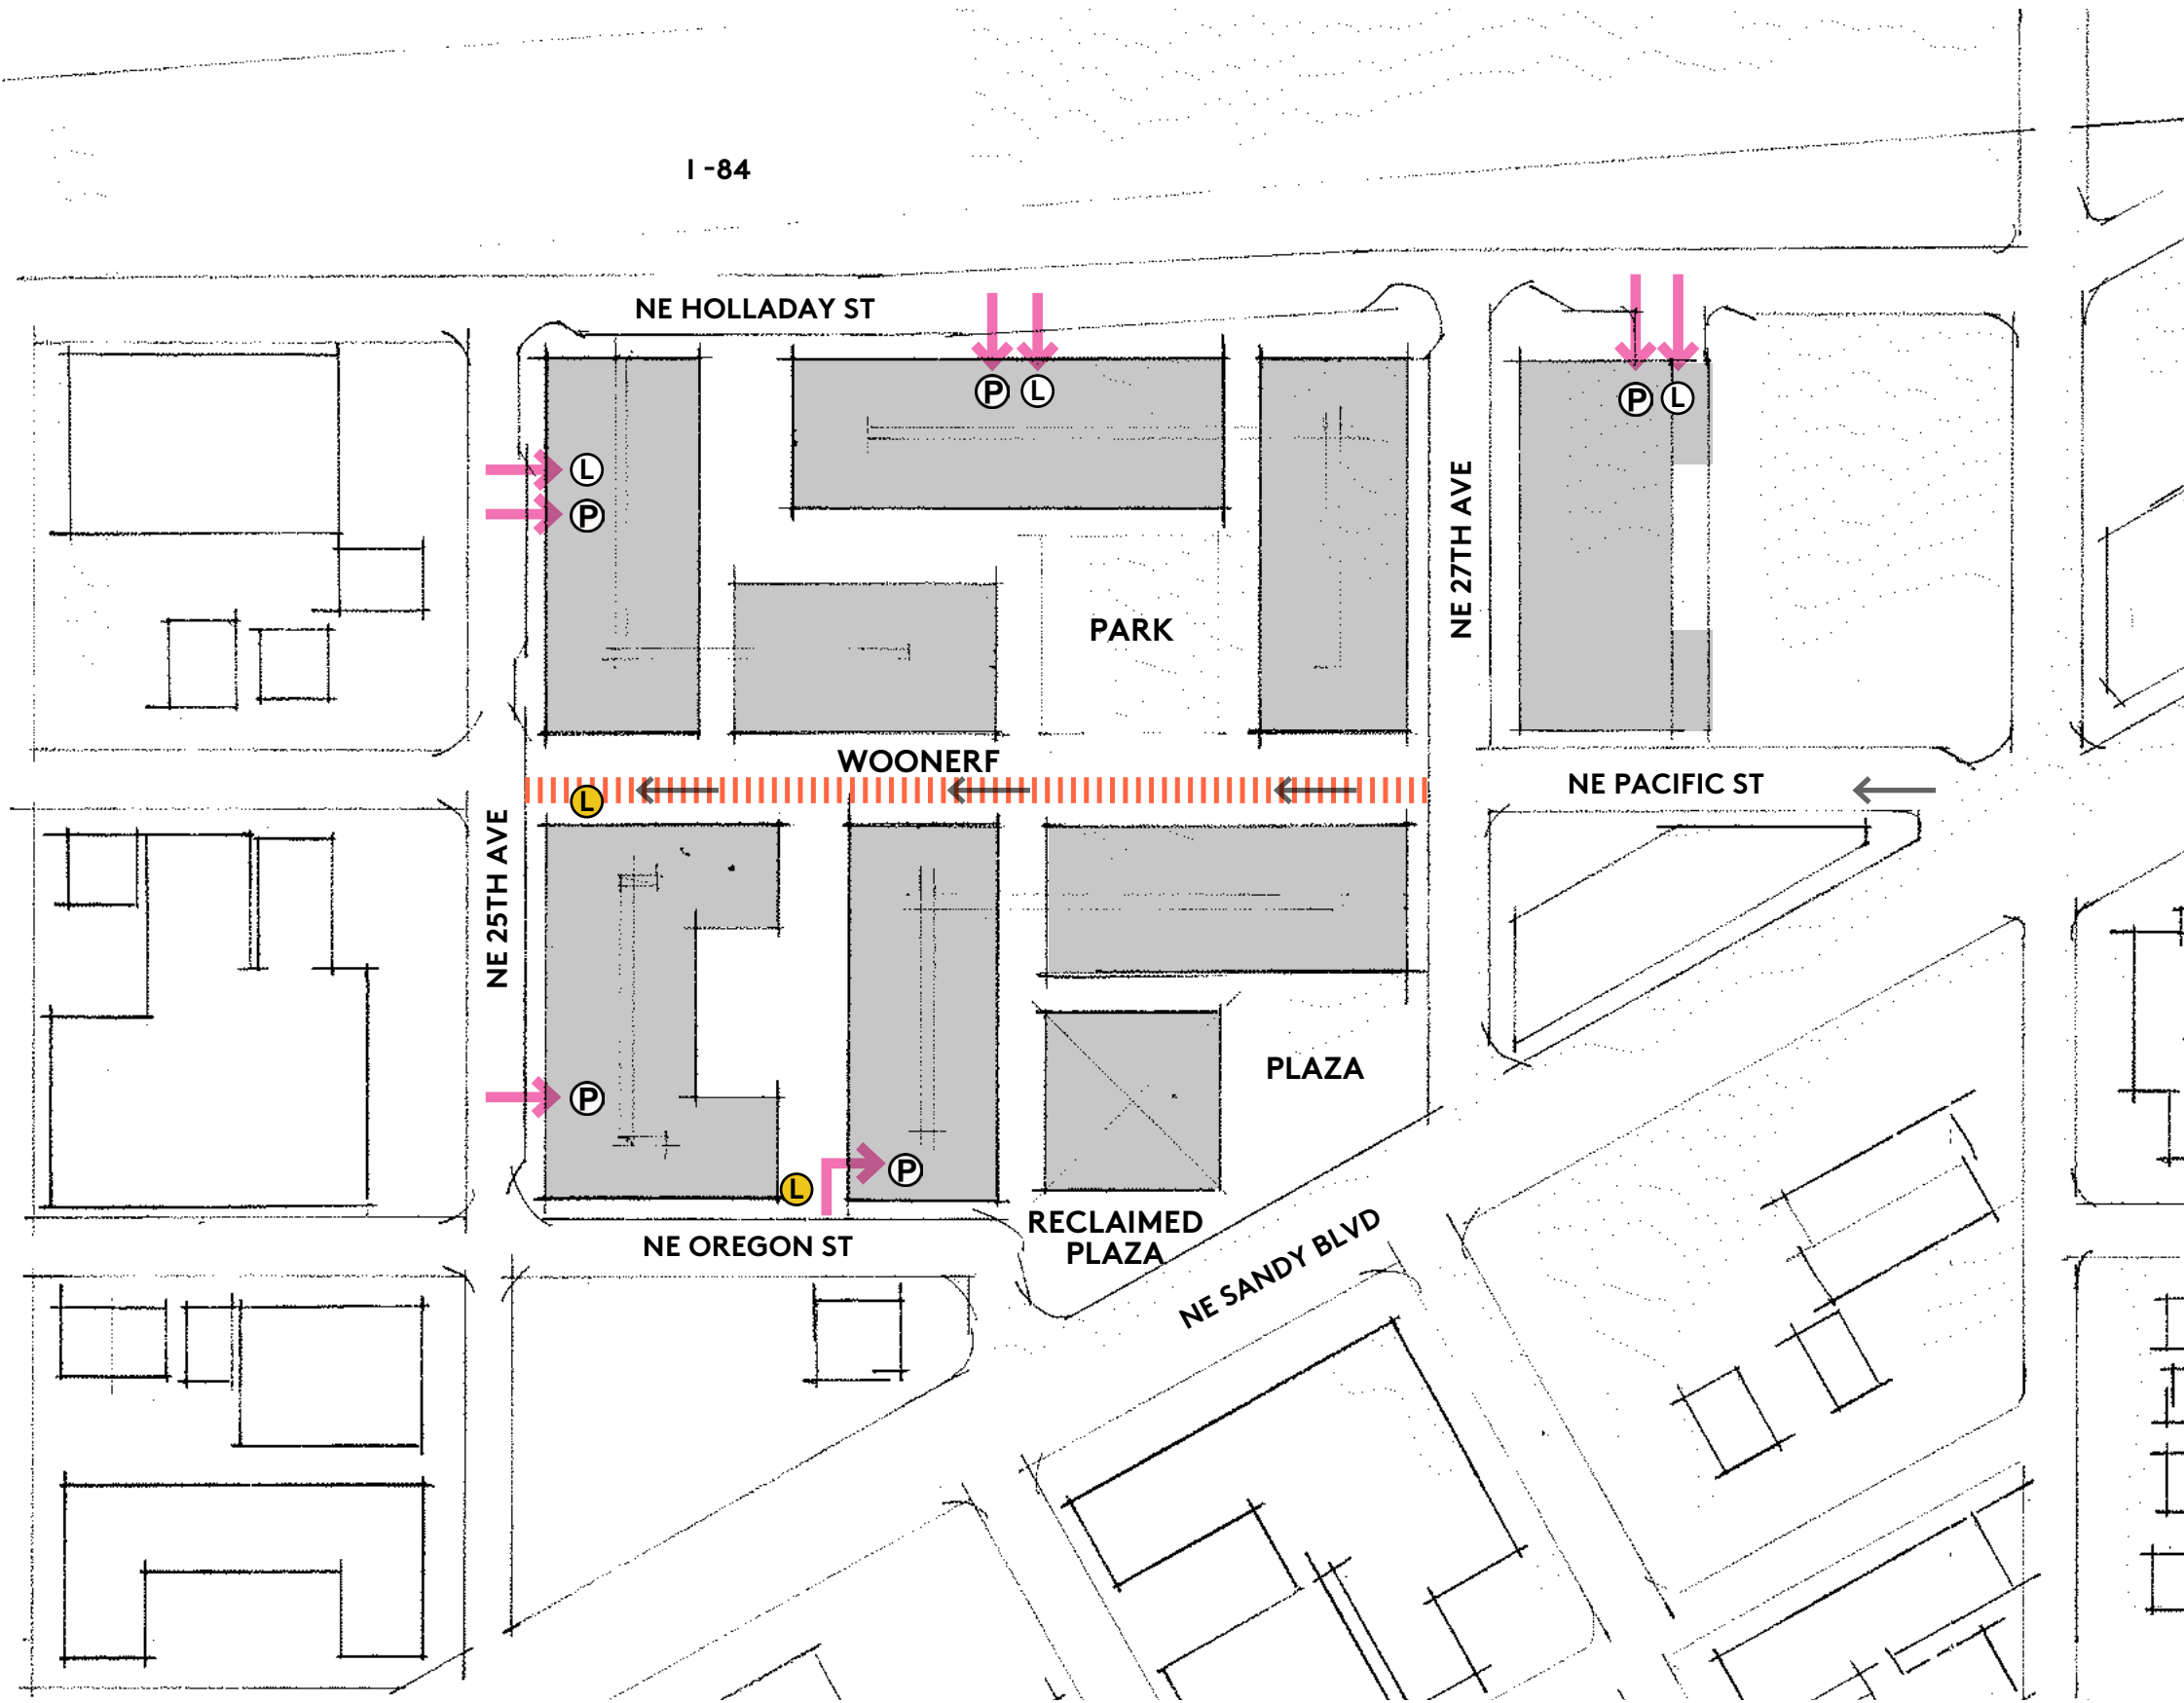 I-84
NE HOLLADAY ST
P
L
P
L
L
P
NE 27TH AVE
PARK
WOONERF
NE PACIFIC ST
L
NE 25TH AVE
PLAZA
P
P
L
RECLAIMED
PLAZA
NE OREGON ST
NE SANDY BLVD